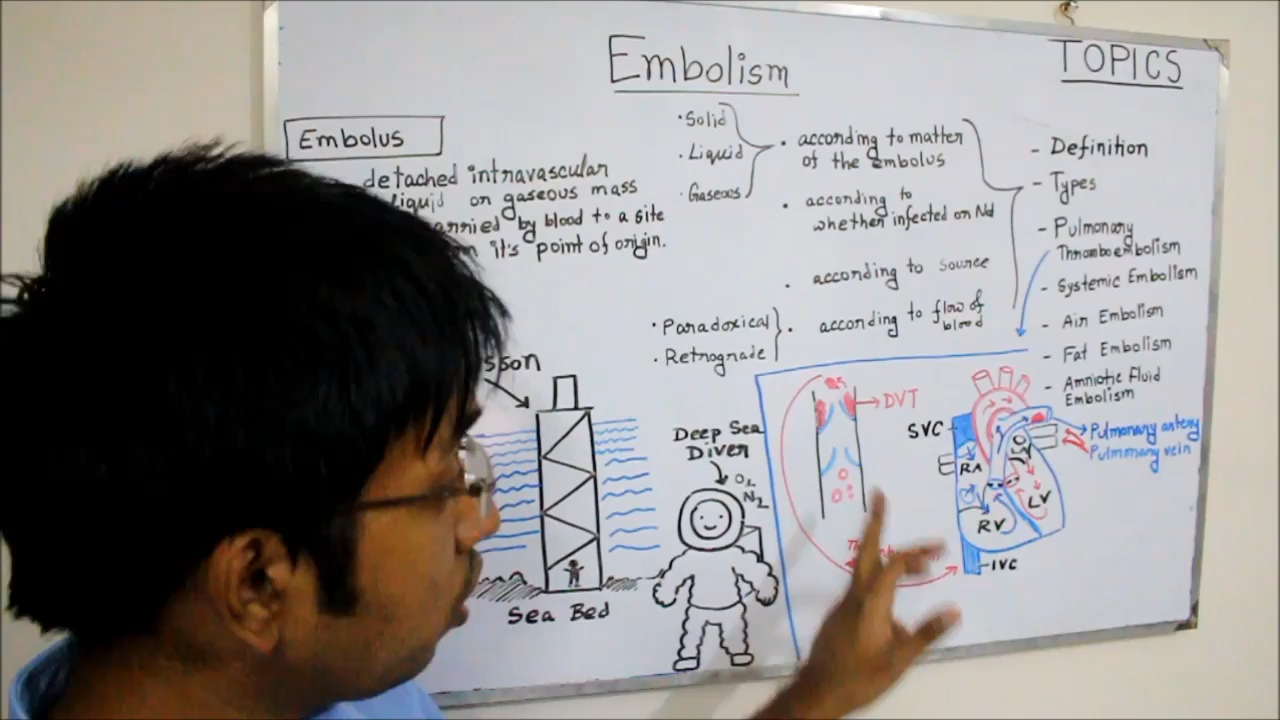 Embolism
TOPICS
Embolus
detached intravascular
liquid or gaseous mass
carried by blood to a site
it's point of origin.
• Solid
• Liquid
• Gaseous
• according to matter
of the embolus
• according to
whether infected or Not
• according to source
• according to flow of
blood
• Paradoxical
• Retrograde
- Definition
- Types
- Pulmonary
Thromboembolism
- Systemic Embolism
- Air Embolism
- Fat Embolism
- Amniotic Fluid
Embolism
Sea Bed
Deep Sea
Diver
O2
N2
DVT
SVC
RA
RV
LV
IVC
Pulmonary artery
Pulmonary vein